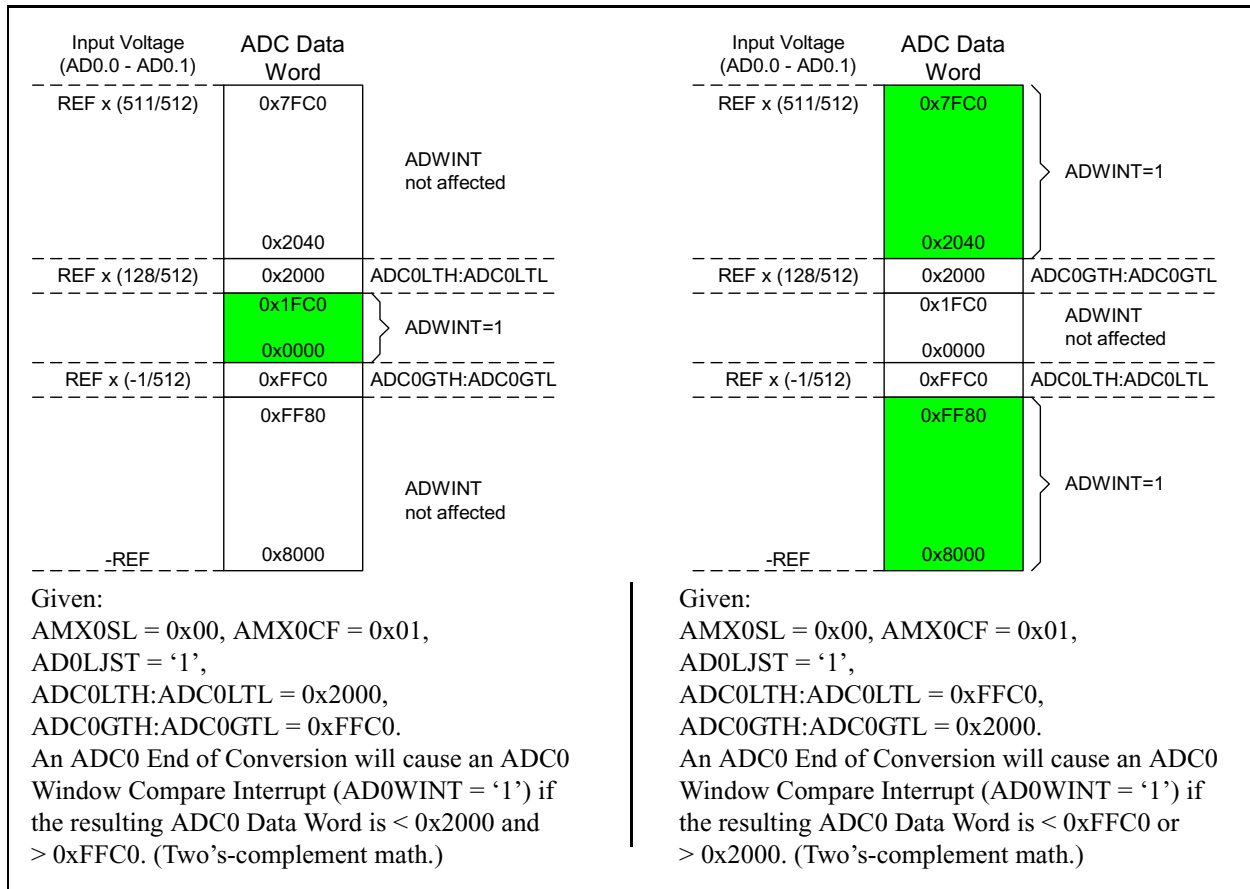 Input Voltage
(AD0.0 - AD0.1)
ADC Data
Word
REF x (511/512)
0x7FC0
ADWINT
not affected
0x2040
REF x (128/512)
0x2000
ADC0LTH:ADC0LTL
0x1FC0
ADWINT=1
0x0000
REF x (-1/512)
0xFFC0
ADC0GTH:ADC0GTL
0xFF80
ADWINT
not affected
-REF
0x8000
Given:
AMX0SL = 0x00, AMX0CF = 0x01,
AD0LJST = ‘1’,
ADC0LTH:ADC0LTL = 0x2000,
ADC0GTH:ADC0GTL = 0xFFC0.
An ADC0 End of Conversion will cause an ADC0
Window Compare Interrupt (AD0WINT = ‘1’) if
the resulting ADC0 Data Word is < 0x2000 and
> 0xFFC0. (Two’s-complement math.)
Input Voltage
(AD0.0 - AD0.1)
ADC Data
Word
REF x (511/512)
0x7FC0
ADWINT=1
0x2040
REF x (128/512)
0x2000
ADC0GTH:ADC0GTL
0x1FC0
ADWINT
not affected
0x0000
REF x (-1/512)
0xFFC0
ADC0LTH:ADC0LTL
0xFF80
ADWINT=1
-REF
0x8000
Given:
AMX0SL = 0x00, AMX0CF = 0x01,
AD0LJST = ‘1’,
ADC0LTH:ADC0LTL = 0xFFC0,
ADC0GTH:ADC0GTL = 0x2000.
An ADC0 End of Conversion will cause an ADC0
Window Compare Interrupt (AD0WINT = ‘1’) if
the resulting ADC0 Data Word is < 0xFFC0 or
> 0x2000. (Two’s-complement math.)